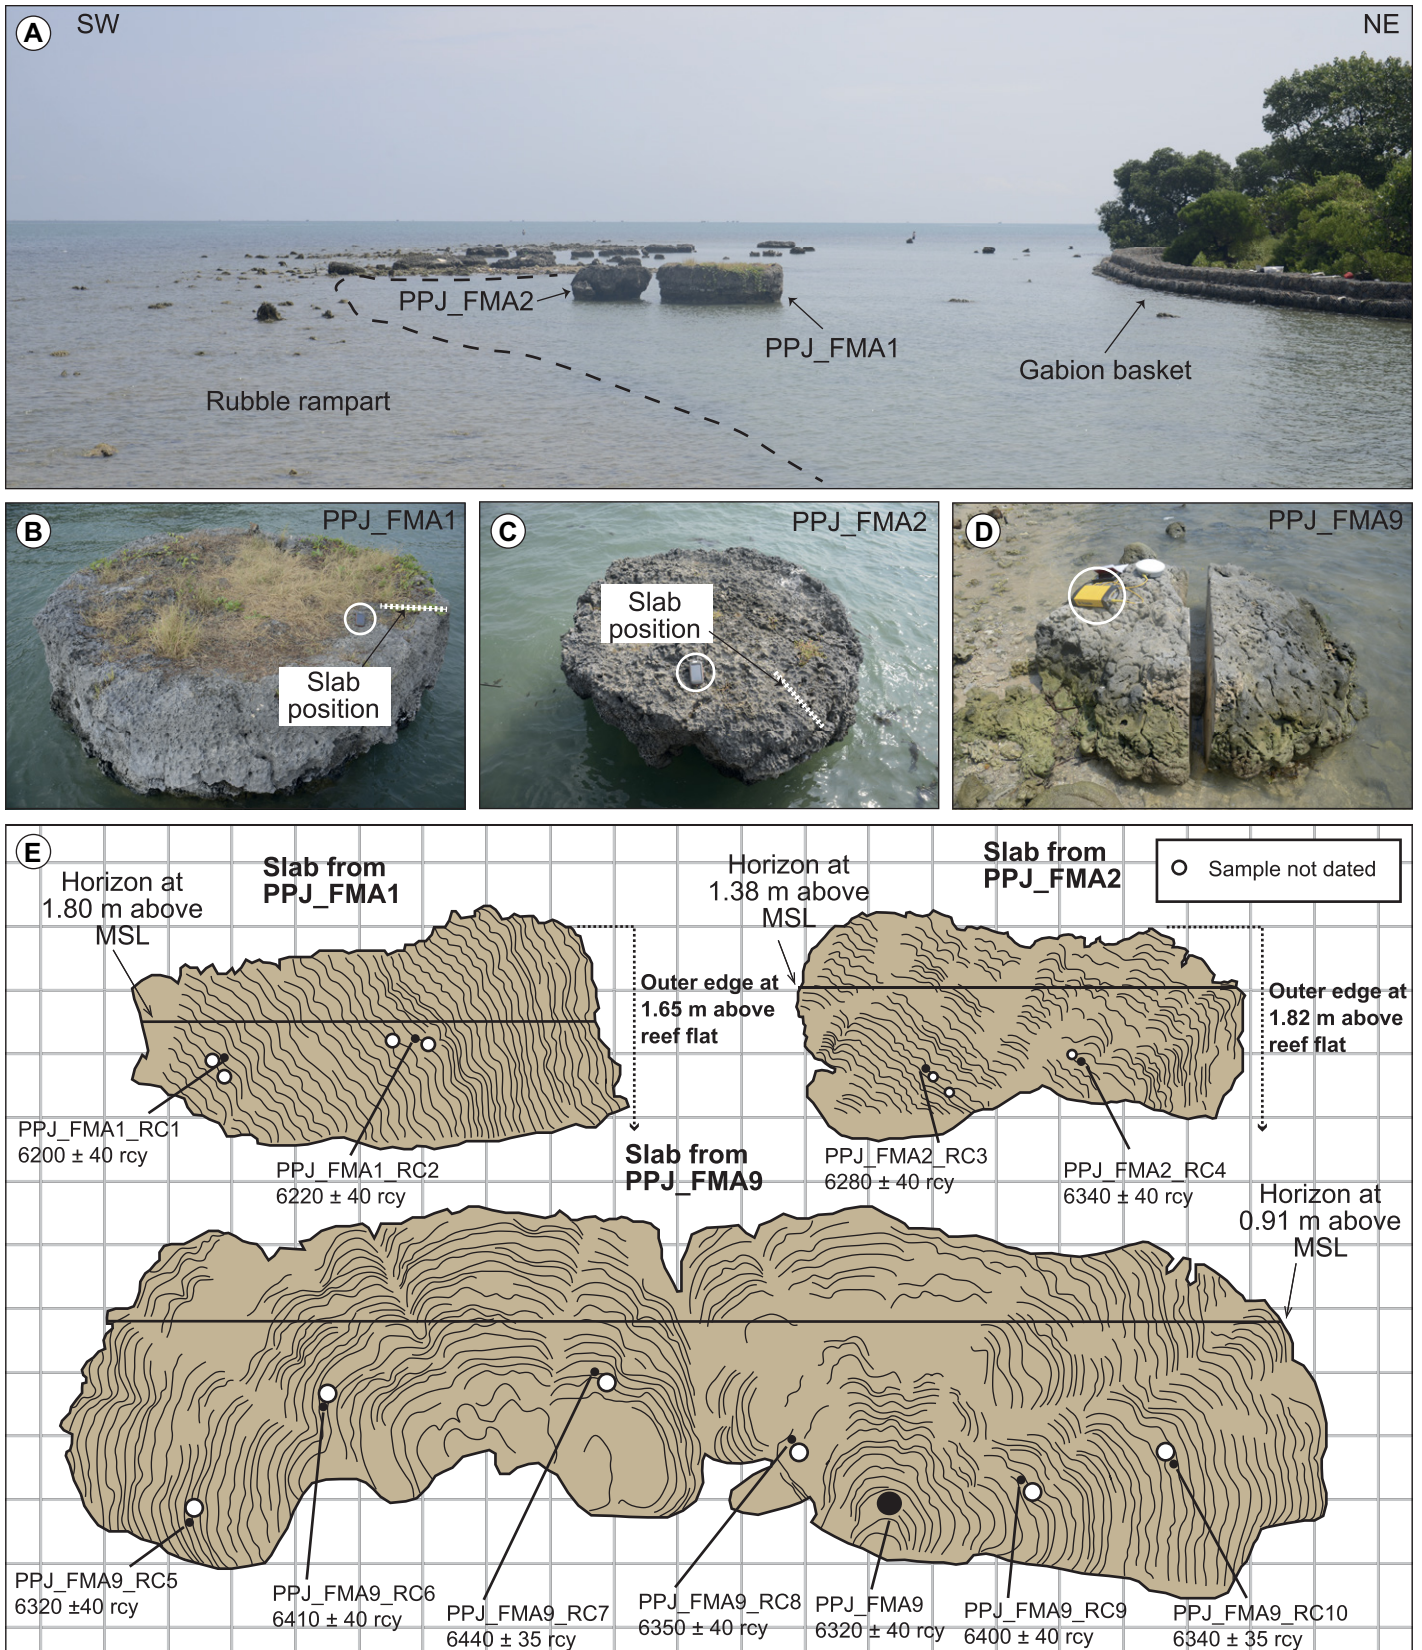 A
SW
NE
PPJ_FMA2
PPJ_FMA1
Gabion basket
Rubble rampart
B
PPJ_FMA1
Slab
position
C
PPJ_FMA2
Slab
position
D
PPJ_FMA9
E
Slab from
PPJ_FMA1
Horizon at
1.80 m above
MSL
Outer edge at
1.65 m above
reef flat
PPJ_FMA1_RC1
6200 ± 40 rcy
PPJ_FMA1_RC2
6220 ± 40 rcy
Horizon at
1.38 m above
MSL
Slab from
PPJ_FMA2
Sample not dated
Outer edge at
1.82 m above
reef flat
PPJ_FMA2_RC3
6280 ± 40 rcy
PPJ_FMA2_RC4
6340 ± 40 rcy
Slab from
PPJ_FMA9
Horizon at
0.91 m above
MSL
PPJ_FMA9_RC5
6320 ±40 rcy
PPJ_FMA9_RC6
6410 ± 40 rcy
PPJ_FMA9_RC7
6440 ± 35 rcy
PPJ_FMA9_RC8
6350 ± 40 rcy
PPJ_FMA9
6320 ± 40 rcy
PPJ_FMA9_RC9
6400 ± 40 rcy
PPJ_FMA9_RC10
6340 ± 35 rcy